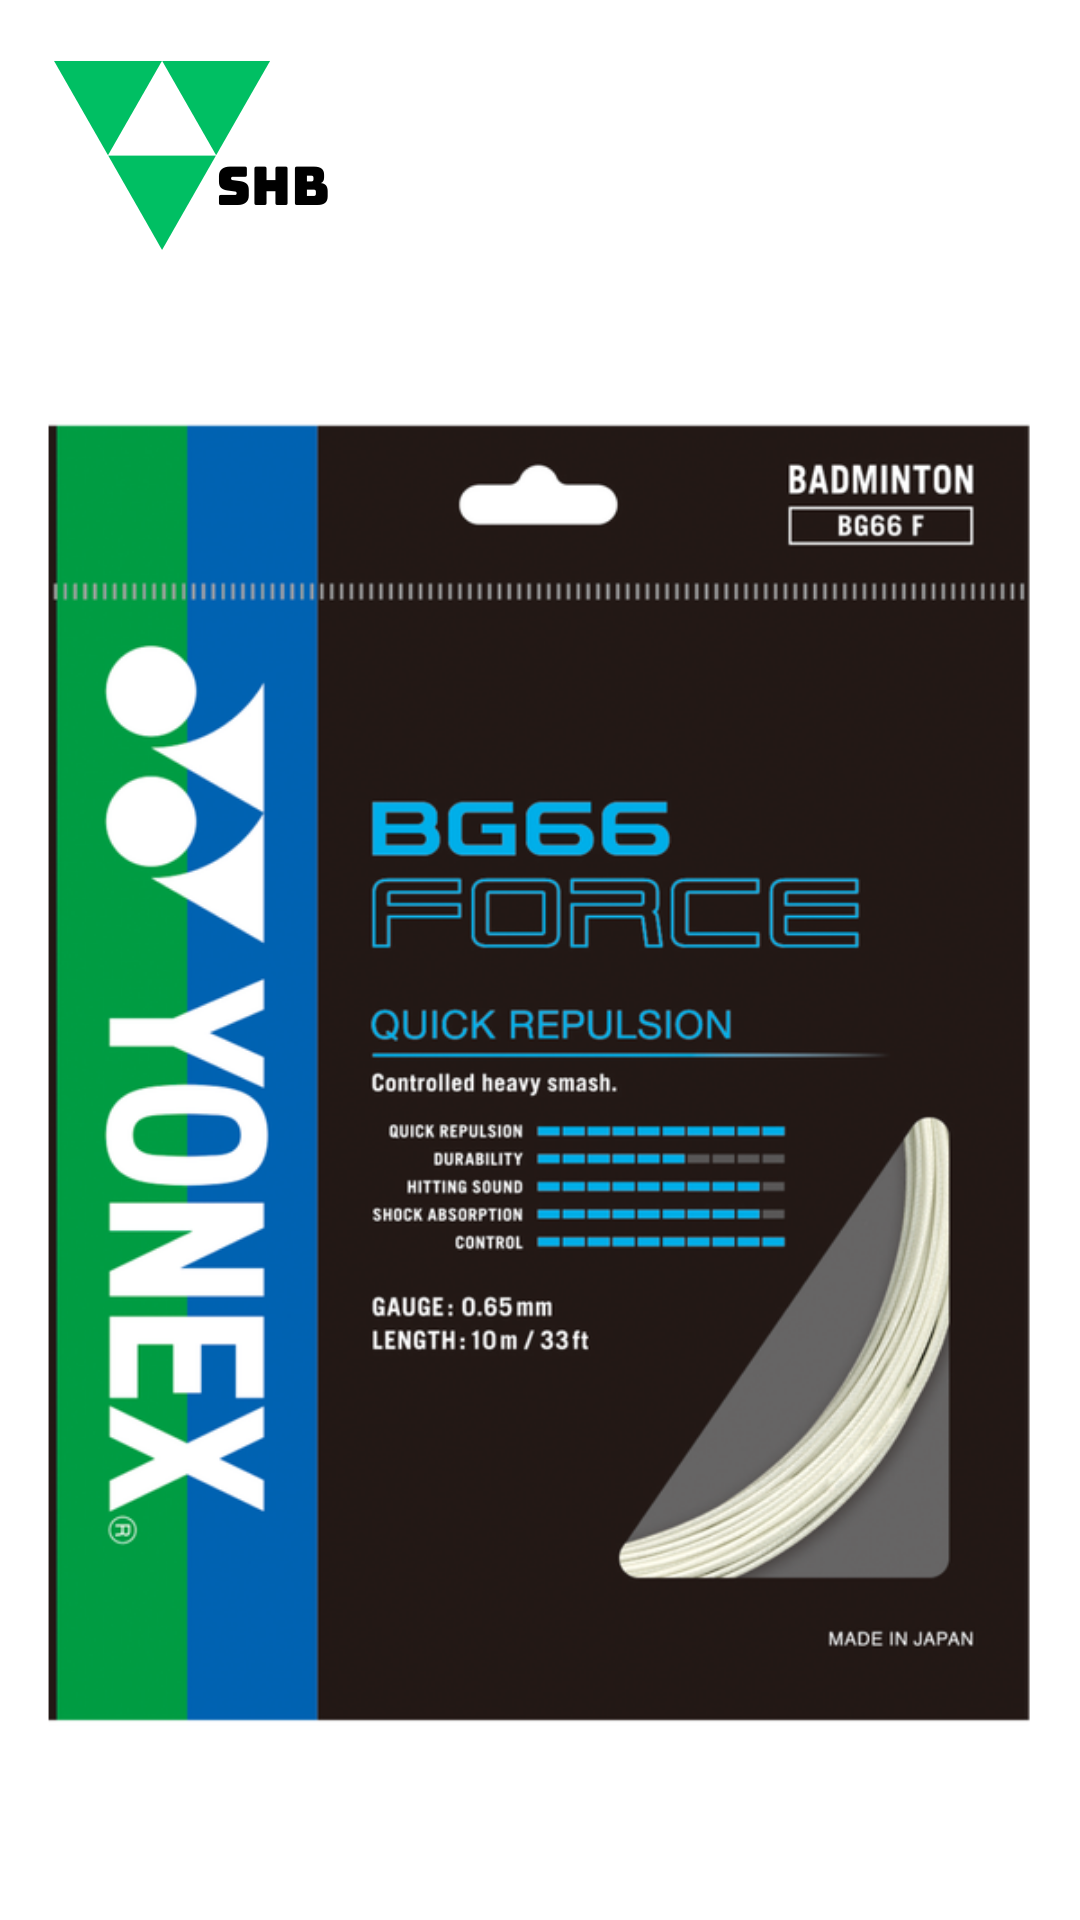 SHB
BADMINTON
BG66 F
YONEX®
BG66
FORCE
QUICK REPULSION
Controlled heavy smash.
QUICK REPULSION
DURABILITY
HITTING SOUND
SHOCK ABSORPTION
CONTROL
GAUGE: 0.65mm
LENGTH: 10m / 33ft
MADE IN JAPAN